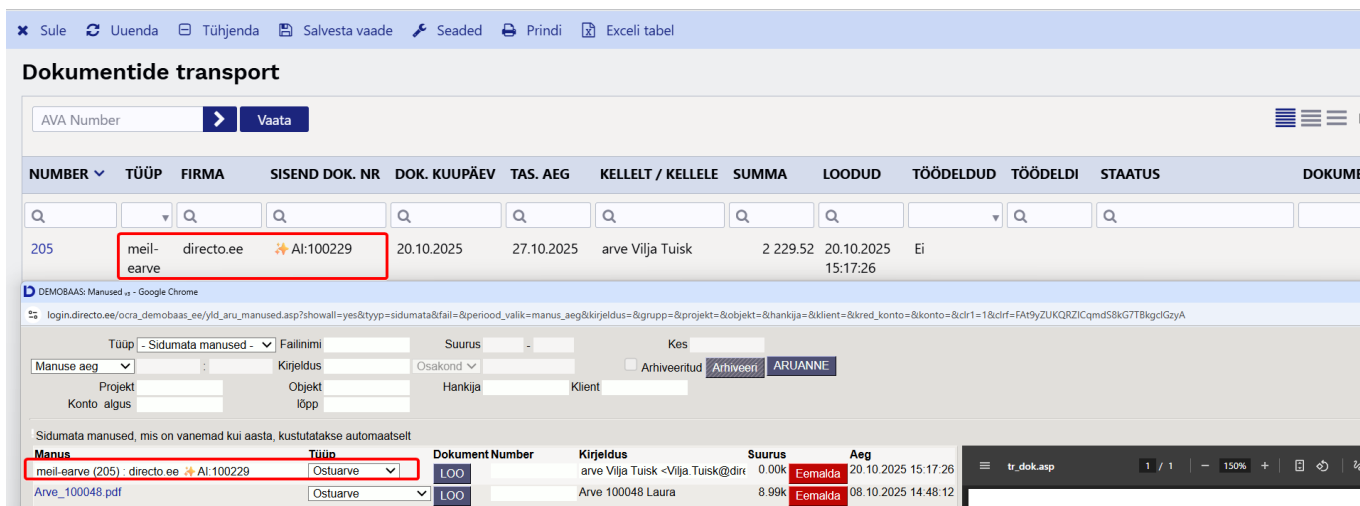 Sule Uuenda Tühjenda Salvesta vaade Seaded Prindi Exceli tabel
Dokumentide transport
AVA Number Vaata
NUMBER TÜÜP FIRMA SISEND DOK. NR DOK. KUUPÄEV TAS. AEG KELLELT / KELLELE SUMMA LOODUD TÖÖDELDUD TÖÖDELDI STAATUS DOKUME
205 meil- directo.ee AI:100229 20.10.2025 27.10.2025 arve Vilja Tuisk 2 229.52 20.10.2025 Ei
earve 15:17:26
DEMOBAAS: Manused v3 - Google Chrome
login.directo.ee/ocra_demobaas_ee/yld_aru_manused.asp?showall=yes&tyyp=sidumata&fail=&periood_valik=manus_aeg&kirjeldus=&grupp=&projekt=&objekt=&hankija=&klient=&kred_konto=&konto=&clr1=1&clrf=FAt9yZUKQRZICqmdS8kG7TBkgclGzyA
Tüüp - Sidumata manused - Failinimi Suurus - Kes
Manuse aeg : Kirjeldus Osakond Arhiveeritud Arhiveeri ARUANNE
Projekt Objekt Hankija Klient
Konto algus lõpp
Sidumata manused, mis on vanemad kui aasta, kustutatakse automaatselt
Manus Tüüp Dokument Number Kirjeldus Suurus Aeg
meil-earve (205) : directo.ee AI:100229 Ostuarve LOO arve Vilja Tuisk <Vilja.Tuisk@dire 0.00k Eemalda 20.10.2025 15:17:26
Arve_100048.pdf Ostuarve LOO Arve 100048 Laura 8.99k Eemalda 08.10.2025 14:48:12
tr_dok.asp 1 / 1 − 150% +